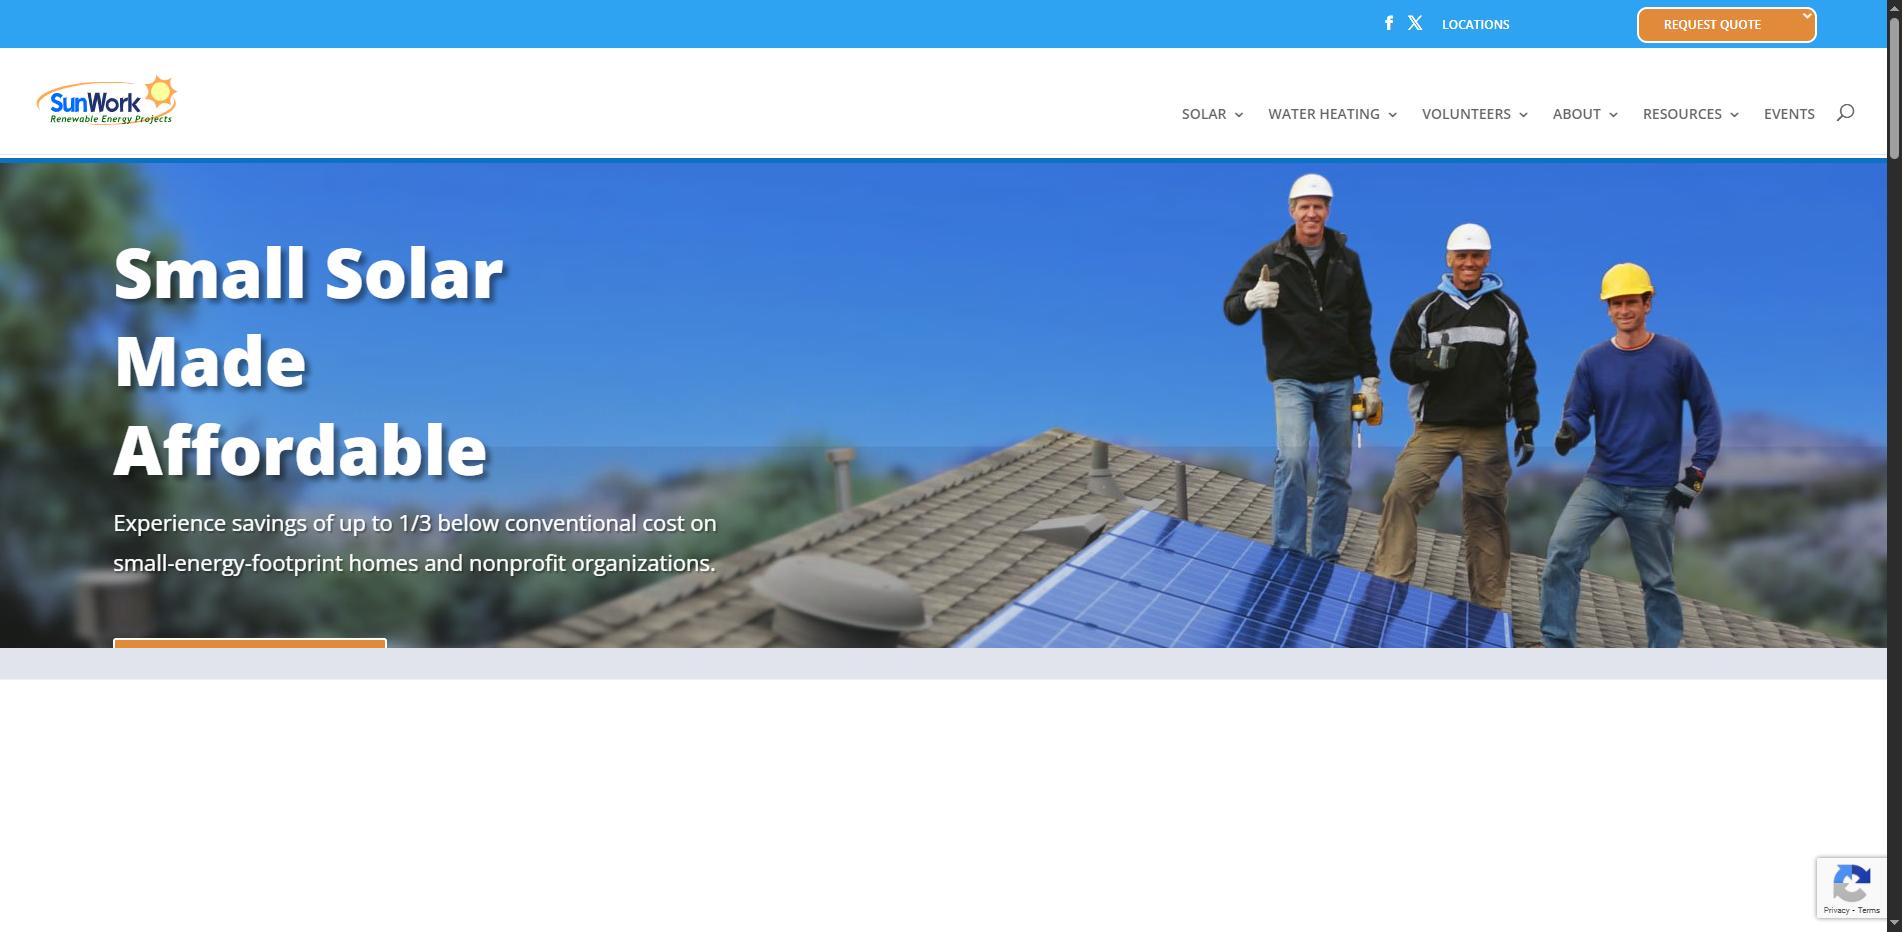 LOCATIONS
REQUEST QUOTE
SunWork
Renewable Energy Projects
SOLAR
WATER HEATING
VOLUNTEERS
ABOUT
RESOURCES
EVENTS
Small Solar
Made
Affordable
Experience savings of up to 1/3 below conventional cost on
small-energy-footprint homes and nonprofit organizations.
Privacy - Terms